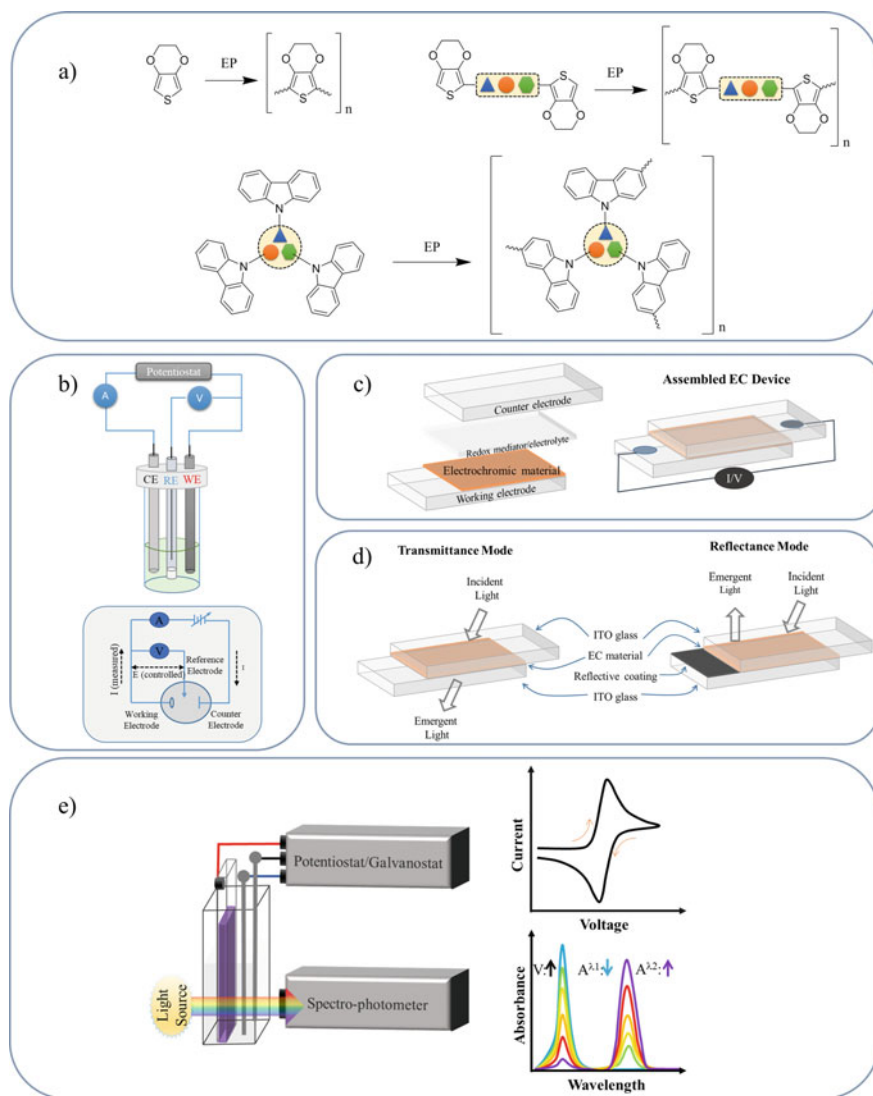 a)
O
O
S
EP
O
O
S
n
O
O
S
S
O
O
EP
O
O
S
S
O
O
n
N
N
N
EP
N
N
N
n
b)
Potentiostat
A
V
CE RE WE
A
V
I (measured)
E (controlled)
Reference
Electrode
I
Working
Electrode
Counter
Electrode
c)
Counter electrode
Redox mediator/electrolyte
Electrochromic material
Working electrode
Assembled EC Device
I/V
d)
Transmittance Mode
Incident
Light
Emergent
Light
ITO glass
EC material
Reflective coating
ITO glass
Reflectance Mode
Emergent
Light
Incident
Light
e)
Potentiostat/Galvanostat
Light
Source
Spectro-photometer
Current
Voltage
V: Aλ1: Aλ2:
Absorbance
Wavelength